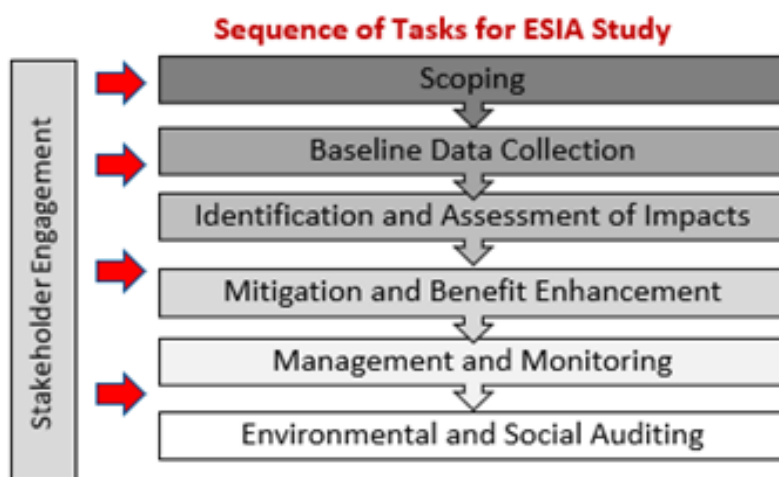 Sequence of Tasks for ESIA Study
Stakeholder Engagement
Scoping
Baseline Data Collection
Identification and Assessment of Impacts
Mitigation and Benefit Enhancement
Management and Monitoring
Environmental and Social Auditing